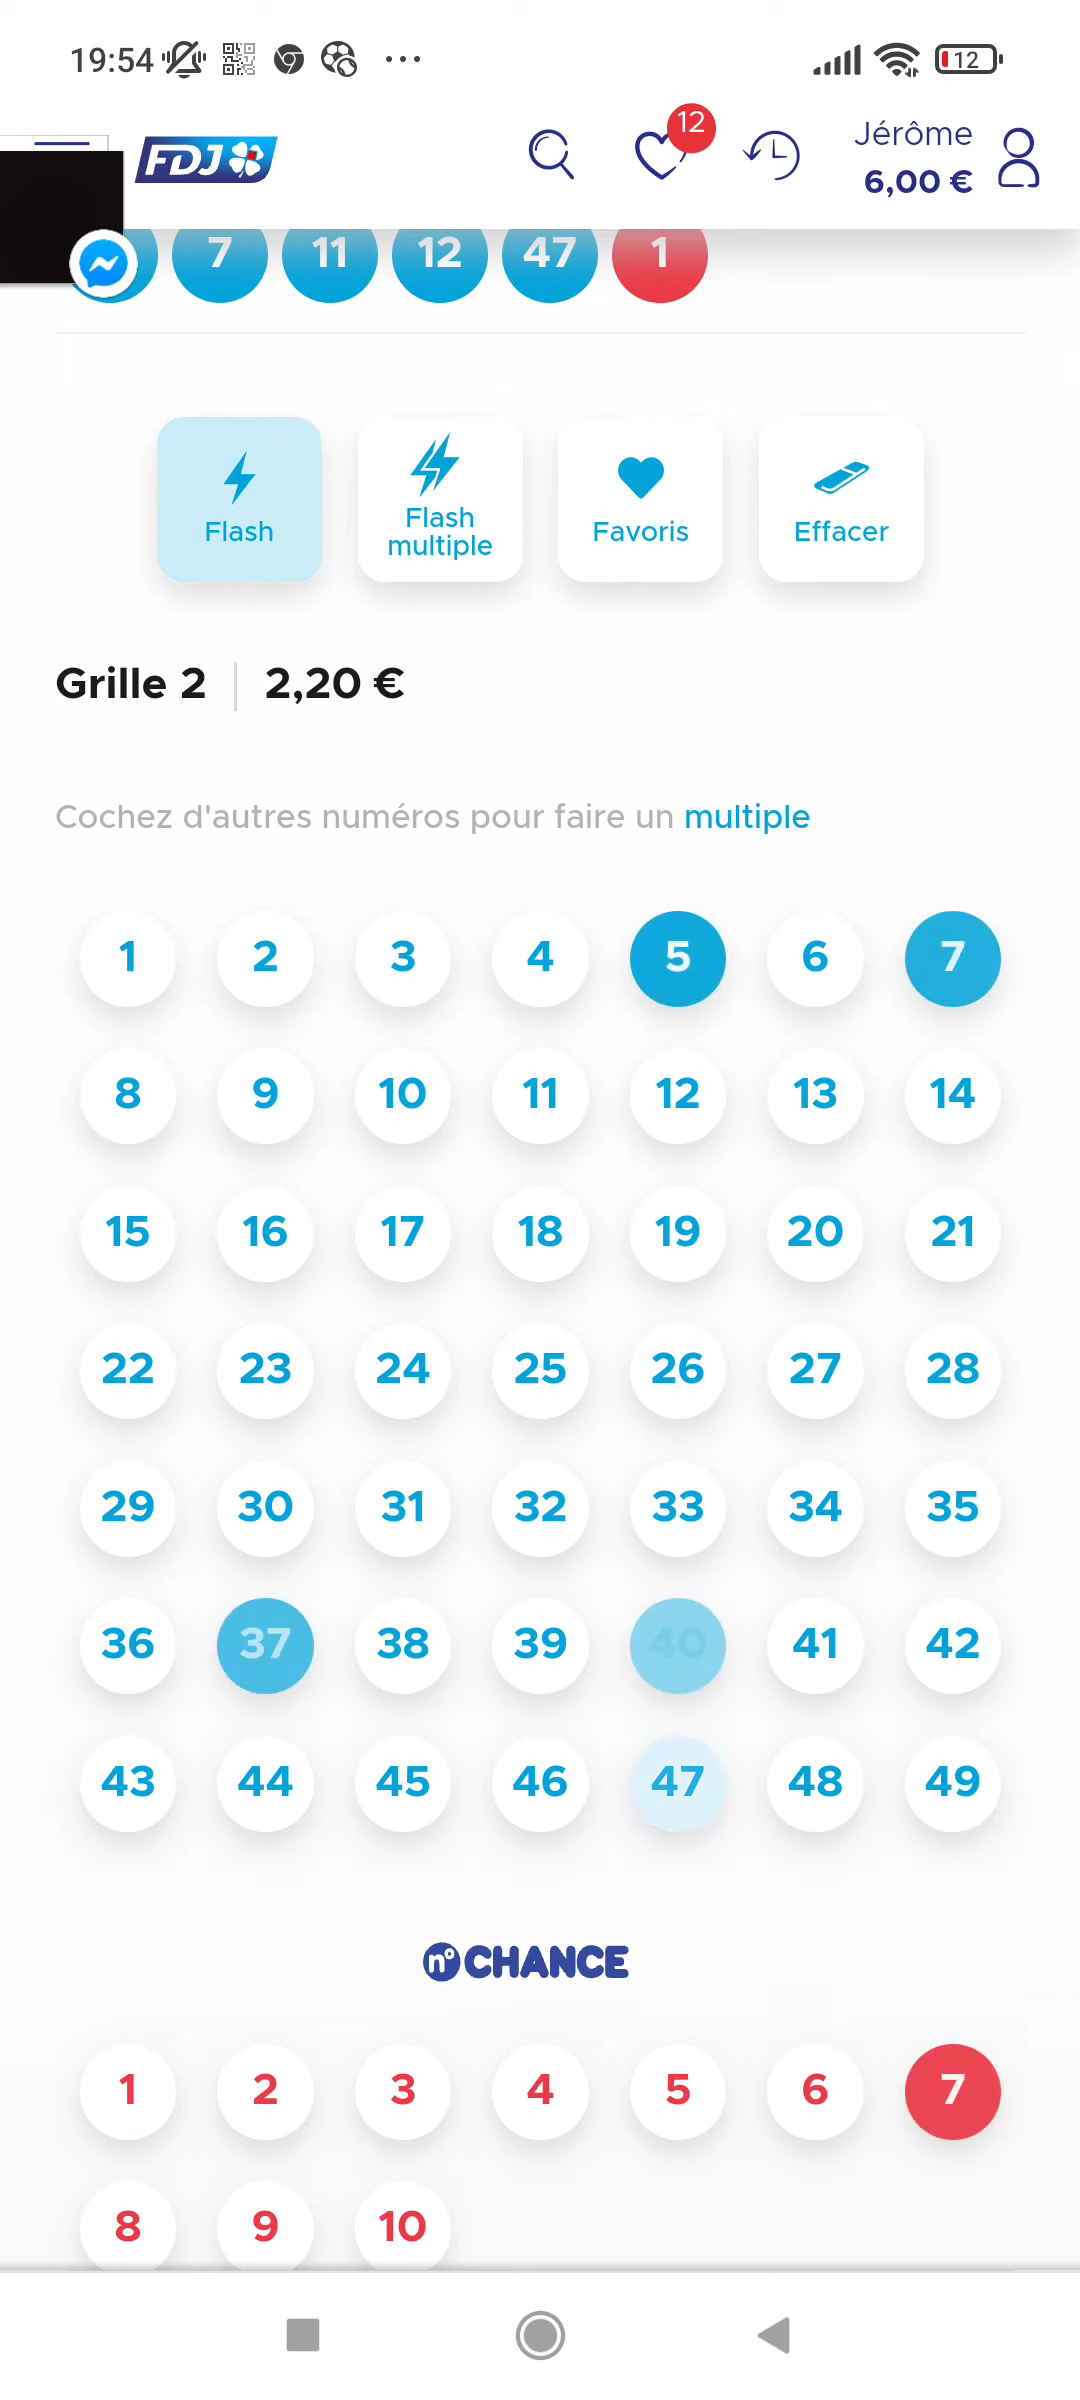 19:54
12
FDJ
12
Jérôme
6,00 €
7 11 12 47 1
Flash
Flash
multiple
Favoris
Effacer
Grille 2 2,20 €
Cochez d'autres numéros pour faire un multiple
1 2 3 4 5 6 7
8 9 10 11 12 13 14
15 16 17 18 19 20 21
22 23 24 25 26 27 28
29 30 31 32 33 34 35
36 37 38 39 40 41 42
43 44 45 46 47 48 49
n° CHANCE
1 2 3 4 5 6 7
8 9 10